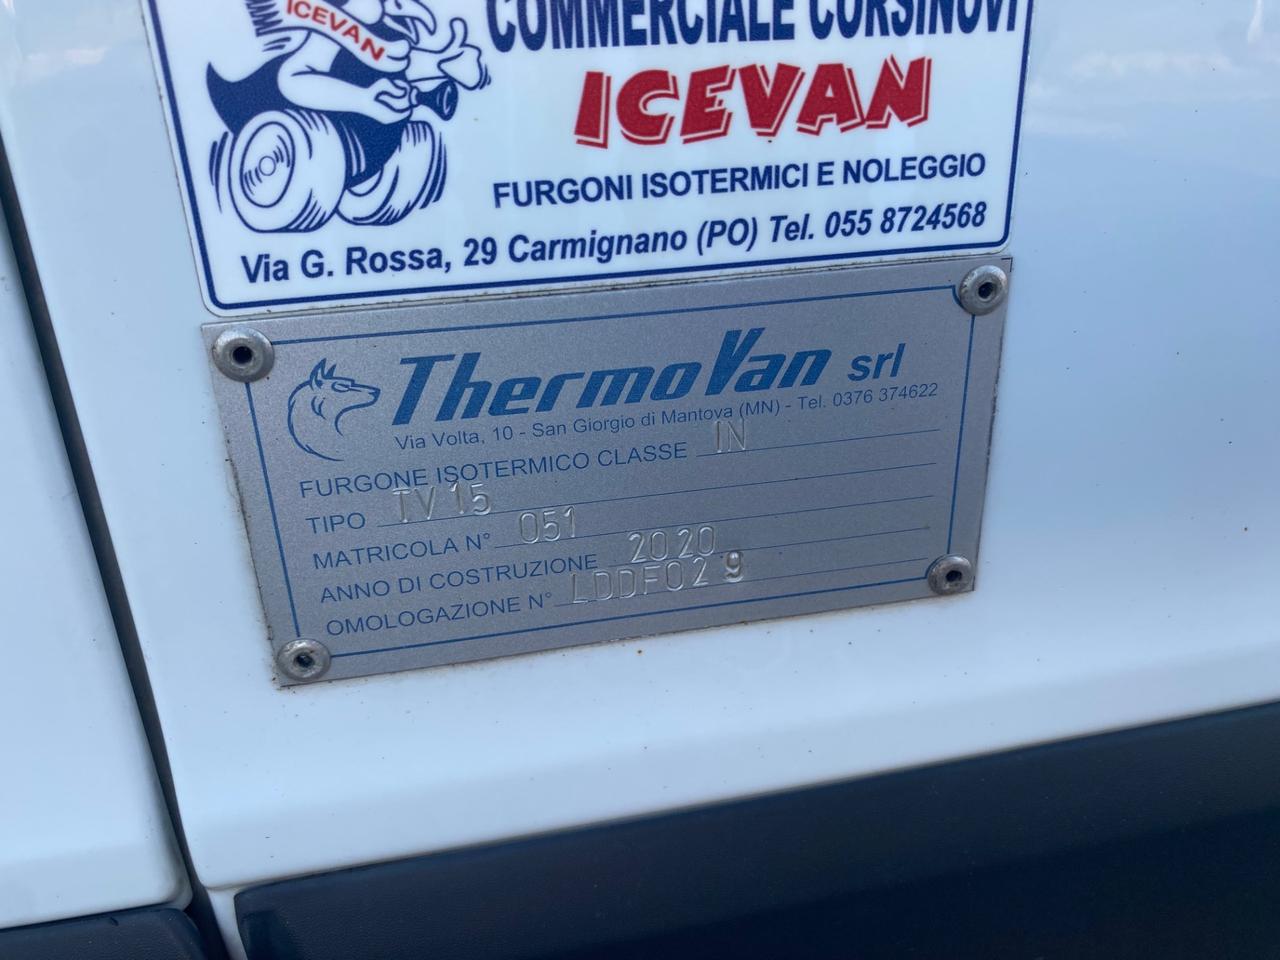 ICEVAN
COMMERCIALE CORSINOVI
ICEVAN
FURGONI ISOTERMICI E NOLEGGIO
Via G. Rossa, 29 Carmignano (PO) Tel. 055 8724568
ThermoVan srl
Via Volta, 10 - San Giorgio di Mantova (MN) - Tel. 0376 374622
FURGONE ISOTERMICO CLASSE IN
TIPO TV15
MATRICOLA N° 051
ANNO DI COSTRUZIONE 2020
OMOLOGAZIONE N° LDDF029